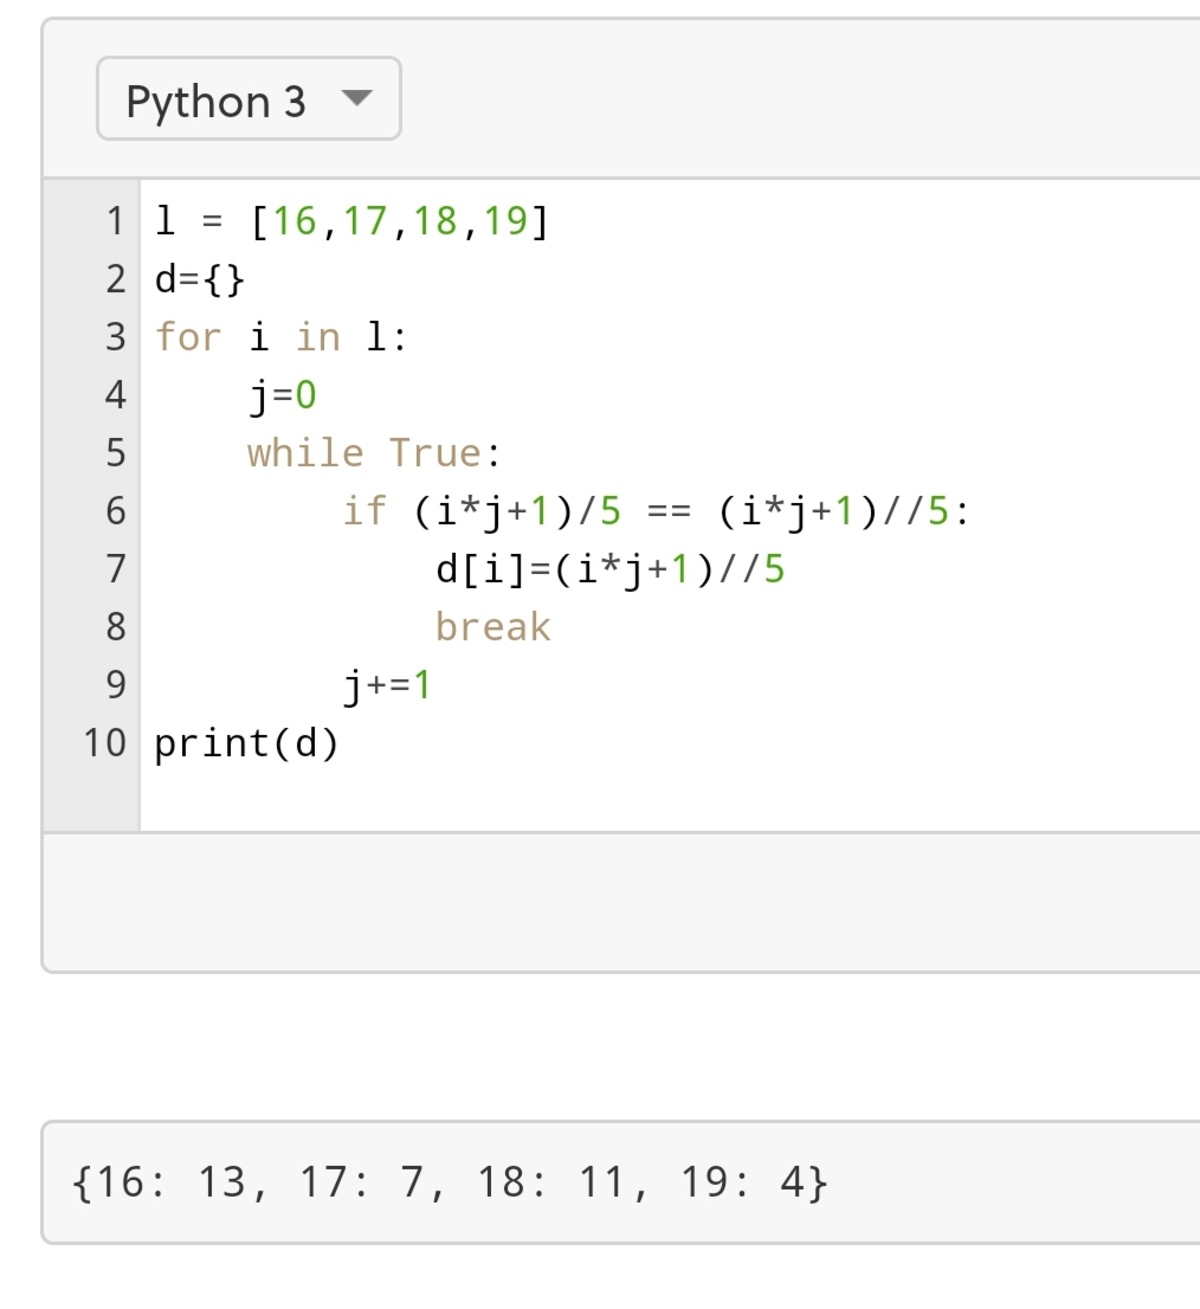 Python 3
1 l = [16,17,18,19]
2 d={}
3 for i in l:
4     j=0
5     while True:
6         if (i*j+1)/5 == (i*j+1)//5:
7             d[i]=(i*j+1)//5
8             break
9         j+=1
10 print(d)
{16: 13, 17: 7, 18: 11, 19: 4}